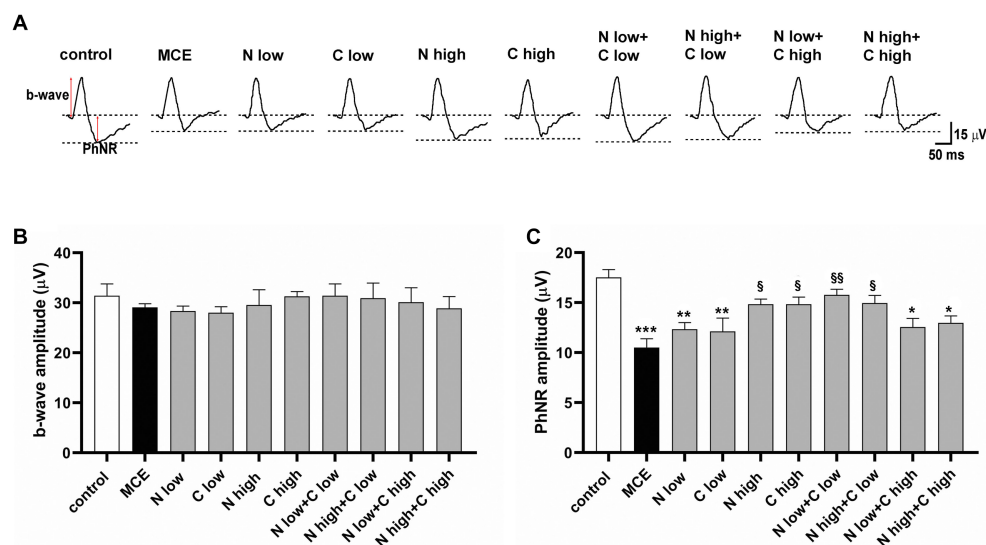 A
control
MCE
N low
C low
N high
C high
N low+
C low
N high+
C low
N low+
C high
N high+
C high
b-wave
PhNR
15 μV
50 ms
B
b-wave amplitude (μV)
40
30
20
10
0
control
MCE
N low
C low
N high
C high
N low+C low
N high+C low
N low+C high
N high+C high
C
PhNR amplitude (μV)
20
15
10
5
0
***
**
**
§
§
§§
§
*
*
control
MCE
N low
C low
N high
C high
N low+C low
N high+C low
N low+C high
N high+C high